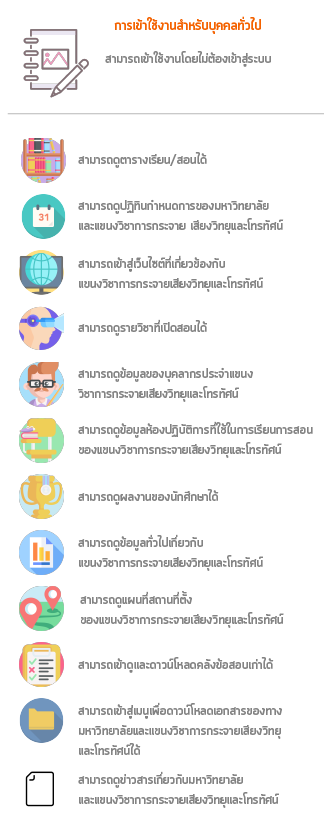 การเข้าใช้งานสำหรับบุคคลทั่วไป
สามารถเข้าใช้งานโดยไม่ต้องเข้าสู่ระบบ
สามารถดูตารางเรียน/สอนได้
สามารถดูปฏิทินกำหนดการของมหาวิทยาลัย
และแขนงวิชาการกระจาย เสียงวิทยุและโทรทัศน์
31
สามารถเข้าสู่เว็บไซต์ที่เกี่ยวข้องกับ
แขนงวิชาการกระจายเสียงวิทยุและโทรทัศน์
สามารถดูรายวิชาที่เปิดสอนได้
สามารถดูข้อมูลของบุคลากรประจำแขนง
วิชาการกระจายเสียงวิทยุและโทรทัศน์
สามารถดูข้อมูลห้องปฏิบัติการที่ใช้ในการเรียนการสอน
ของแขนงวิชาการกระจายเสียงวิทยุและโทรทัศน์
สามารถดูผลงานของนักศึกษาได้
สามารถดูข้อมูลทั่วไปเกี่ยวกับ
แขนงวิชาการกระจายเสียงวิทยุและโทรทัศน์
สามารถดูแผนที่สถานที่ตั้ง
ของแขนงวิชาการกระจายเสียงวิทยุและโทรทัศน์
สามารถเข้าดูและดาวน์โหลดคลังข้อสอบเก่าได้
สามารถเข้าสู่เมนูเพื่อดาวน์โหลดเอกสารของทาง
มหาวิทยาลัยและแขนงวิชาการกระจายเสียงวิทยุ
และโทรทัศน์ได้
สามารถดูข่าวสารเกี่ยวกับมหาวิทยาลัย
และแขนงวิชาการกระจายเสียงวิทยุและโทรทัศน์